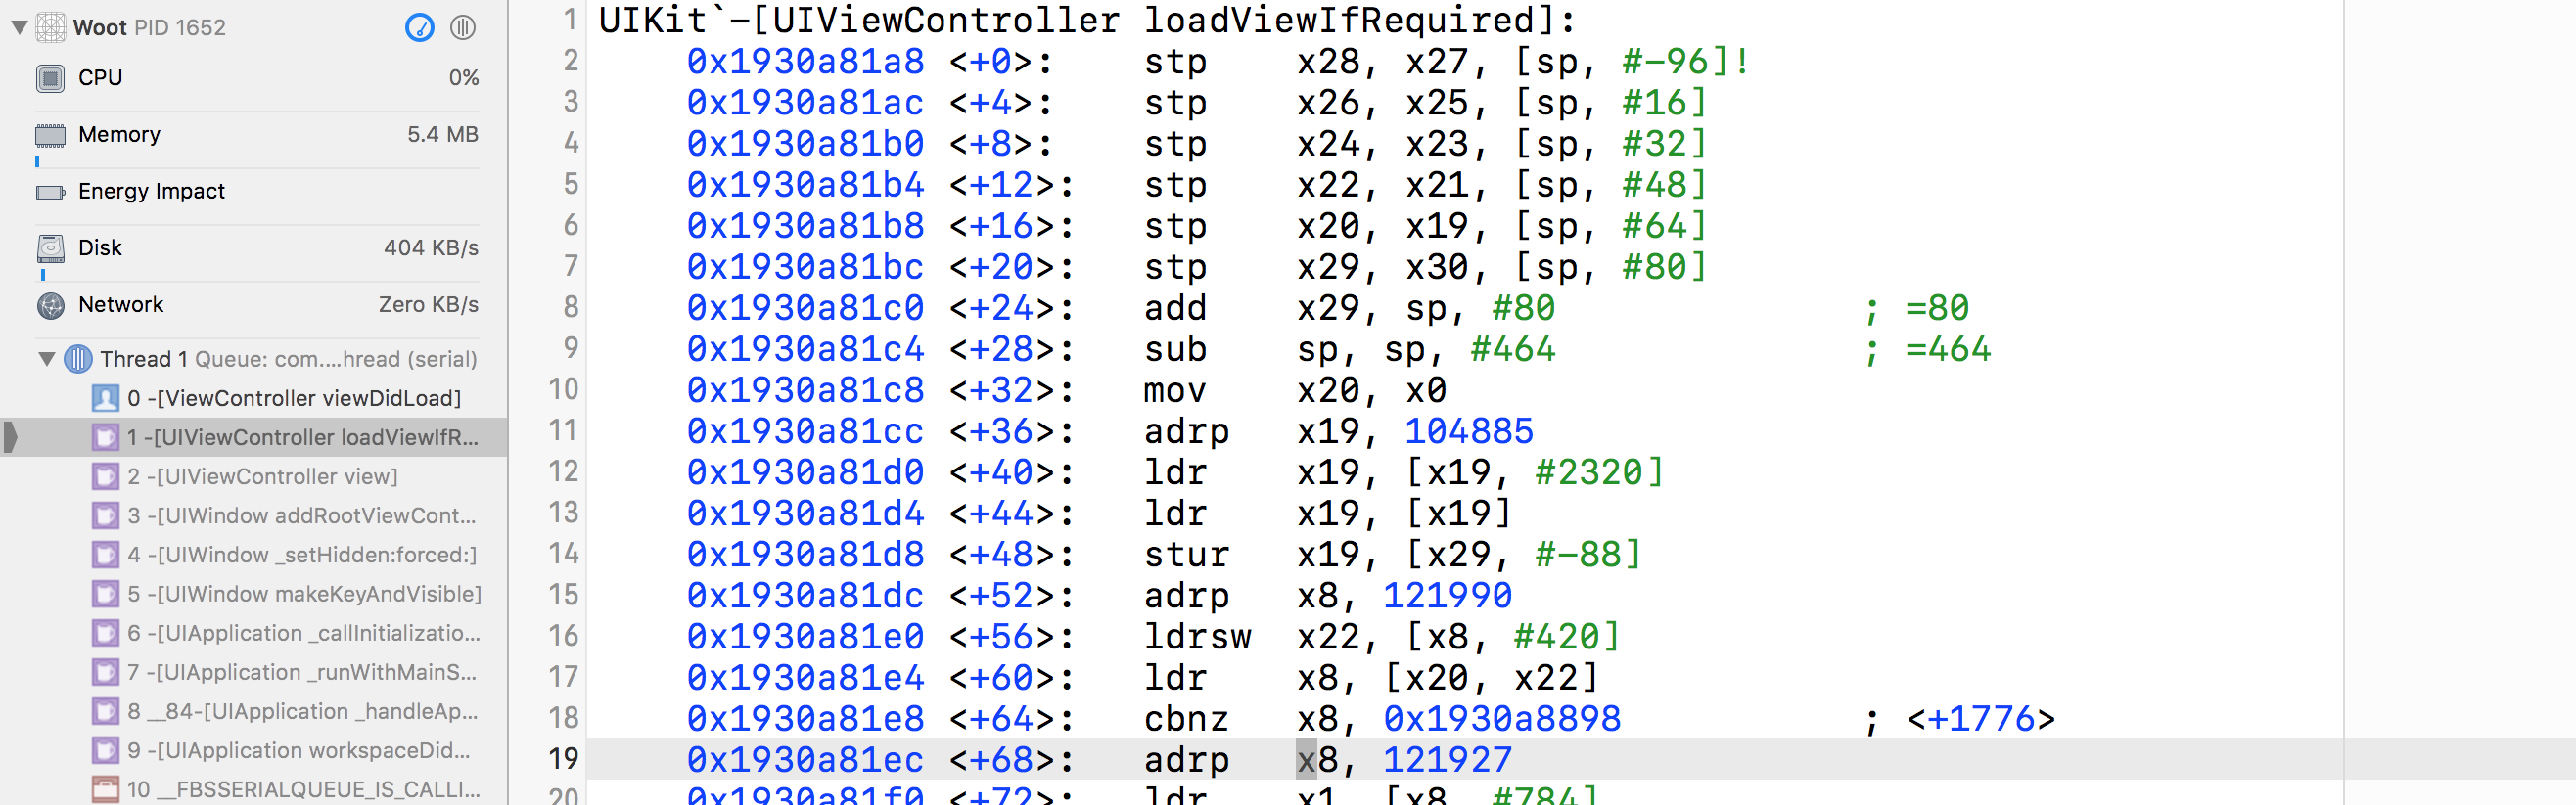 Woot PID 1652
CPU 0%
Memory 5.4 MB
Energy Impact
Disk 404 KB/s
Network Zero KB/s
Thread 1 Queue: com....hread (serial)
0 -[ViewController viewDidLoad]
1 -[UIViewController loadViewIfR...
2 -[UIViewController view]
3 -[UIWindow addRootViewCont...
4 -[UIWindow _setHidden:forced:]
5 -[UIWindow makeKeyAndVisible]
6 -[UIApplication _callInitializatio...
7 -[UIApplication _runWithMainS...
8 __84-[UIApplication _handleAp...
9 -[UIApplication workspaceDid...
10 __FBSSERIALQUEUE_IS_CALLI...
1 UIKit`-[UIViewController loadViewIfRequired]:
2 0x1930a81a8 <+0>: stp x28, x27, [sp, #-96]!
3 0x1930a81ac <+4>: stp x26, x25, [sp, #16]
4 0x1930a81b0 <+8>: stp x24, x23, [sp, #32]
5 0x1930a81b4 <+12>: stp x22, x21, [sp, #48]
6 0x1930a81b8 <+16>: stp x20, x19, [sp, #64]
7 0x1930a81bc <+20>: stp x29, x30, [sp, #80]
8 0x1930a81c0 <+24>: add x29, sp, #80 ; =80
9 0x1930a81c4 <+28>: sub sp, sp, #464 ; =464
10 0x1930a81c8 <+32>: mov x20, x0
11 0x1930a81cc <+36>: adrp x19, 104885
12 0x1930a81d0 <+40>: ldr x19, [x19, #2320]
13 0x1930a81d4 <+44>: ldr x19, [x19]
14 0x1930a81d8 <+48>: stur x19, [x29, #-88]
15 0x1930a81dc <+52>: adrp x8, 121990
16 0x1930a81e0 <+56>: ldrsw x22, [x8, #420]
17 0x1930a81e4 <+60>: ldr x8, [x20, x22]
18 0x1930a81e8 <+64>: cbnz x8, 0x1930a8898 ; <+1776>
19 0x1930a81ec <+68>: adrp x8, 121927
20 0x1930a81f0 <+72>: ldr x1, [x8, #784]